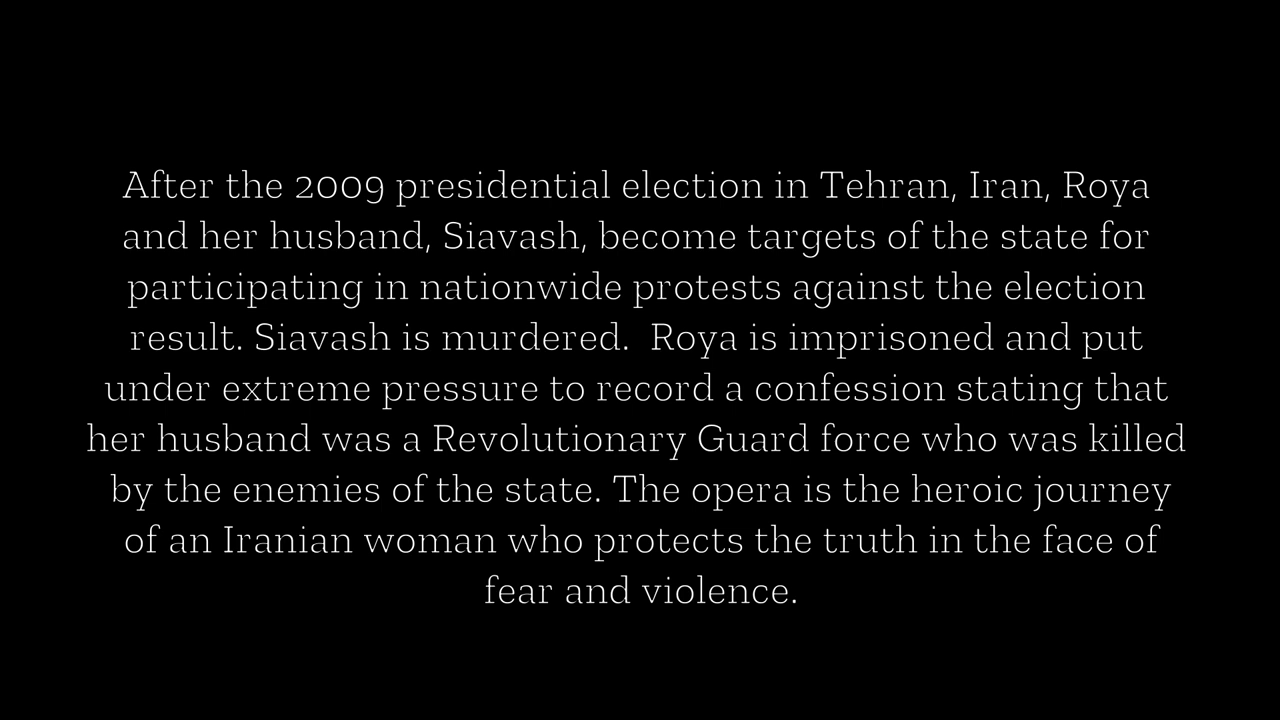 After the 2009 presidential election in Tehran, Iran, Roya
and her husband, Siavash, become targets of the state for
participating in nationwide protests against the election
result. Siavash is murdered.  Roya is imprisoned and put
under extreme pressure to record a confession stating that
her husband was a Revolutionary Guard force who was killed
by the enemies of the state. The opera is the heroic journey
of an Iranian woman who protects the truth in the face of
fear and violence.